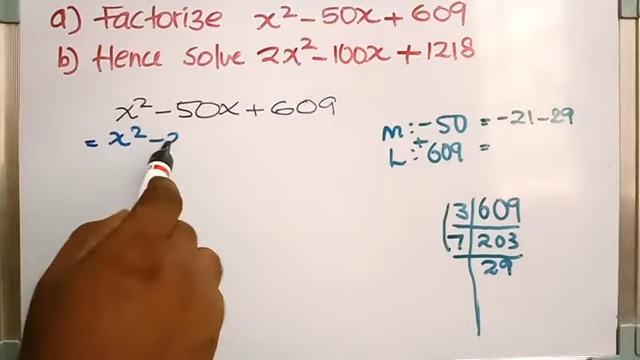 a) Factorize x² - 50x + 609
b) Hence solve 2x² - 100x + 1218
x² - 50x + 609
= x² - 2
M: - 50 = - 21 - 29
L: + 609 =
3 | 609
7 | 203
29